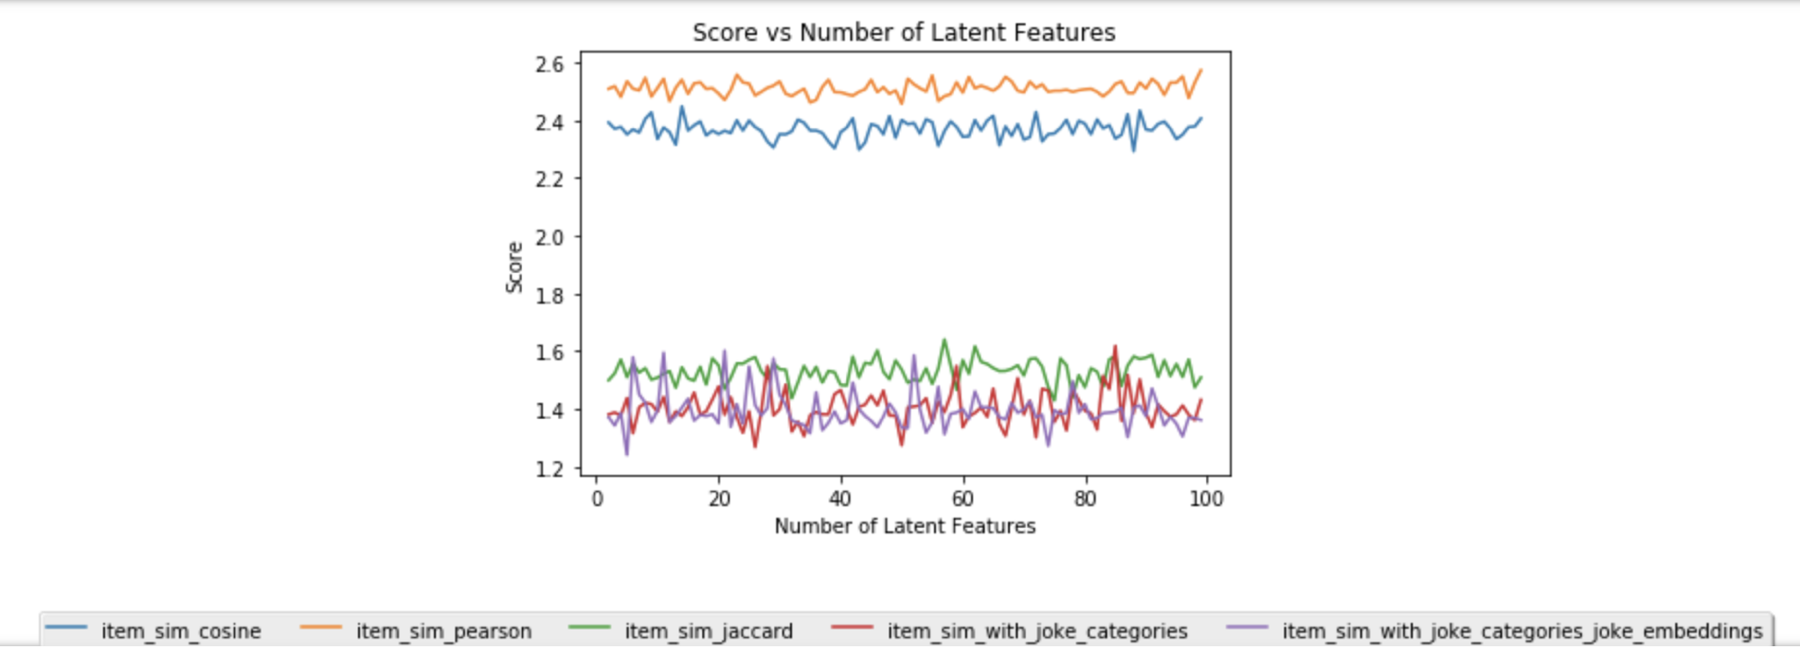 Score vs Number of Latent Features
2.6
2.4
2.2
2.0
1.8
1.6
1.4
1.2
Score
0 20 40 60 80 100
Number of Latent Features
item_sim_cosine item_sim_pearson item_sim_jaccard item_sim_with_joke_categories item_sim_with_joke_categories_joke_embeddings